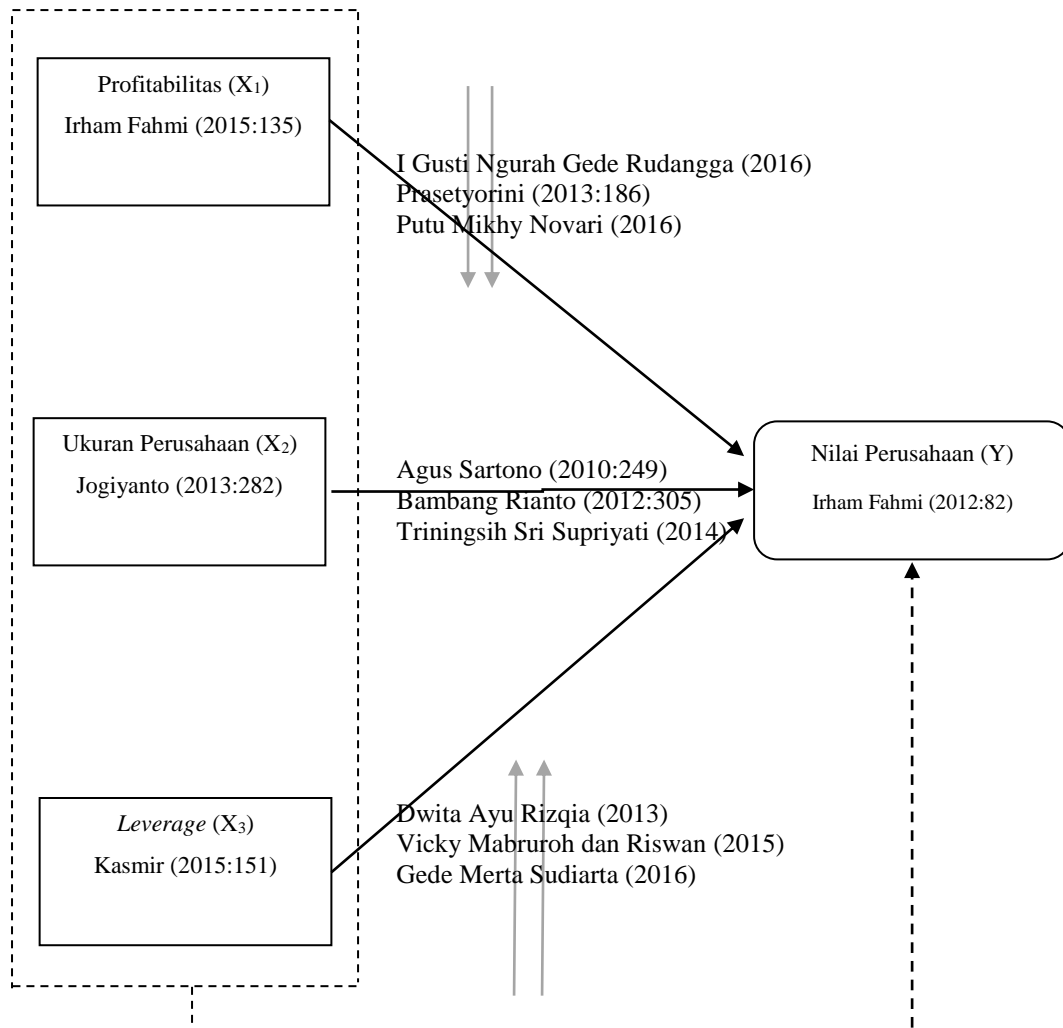 Profitabilitas (X₁)
Irham Fahmi (2015:135)
I Gusti Ngurah Gede Rudangga (2016)
Prasetyorini (2013:186)
Putu Mikhy Novari (2016)
Ukuran Perusahaan (X₂)
Jogiyanto (2013:282)
Agus Sartono (2010:249)
Bambang Rianto (2012:305)
Triningsih Sri Supriyati (2014)
Nilai Perusahaan (Y)
Irham Fahmi (2012:82)
Leverage (X₃)
Kasmir (2015:151)
Dwita Ayu Rizqia (2013)
Vicky Mabruroh dan Riswan (2015)
Gede Merta Sudiarta (2016)